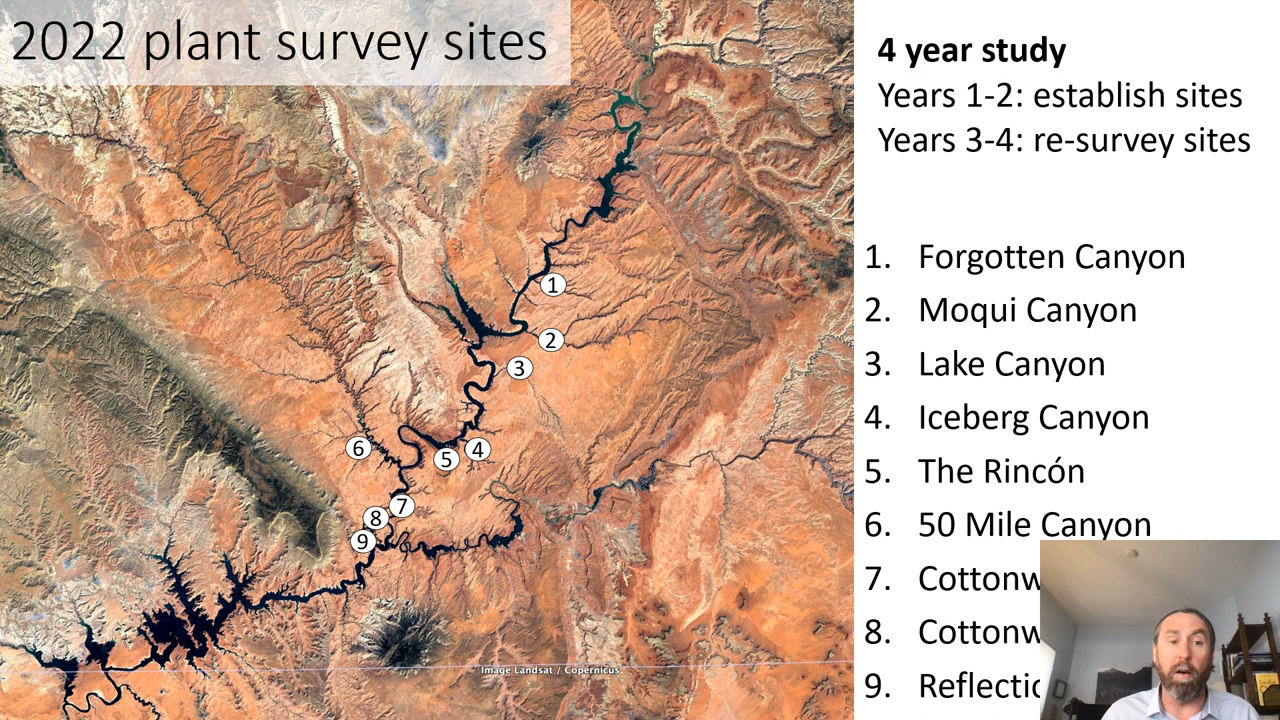 2022 plant survey sites
4 year study
Years 1-2: establish sites
Years 3-4: re-survey sites
1. Forgotten Canyon
2. Moqui Canyon
3. Lake Canyon
4. Iceberg Canyon
5. The Rincón
6. 50 Mile Canyon
7. Cottonw
8. Cottonw
9. Reflectio
1
2
3
4
5
6
7
8
9
Image Landsat / Copernicus